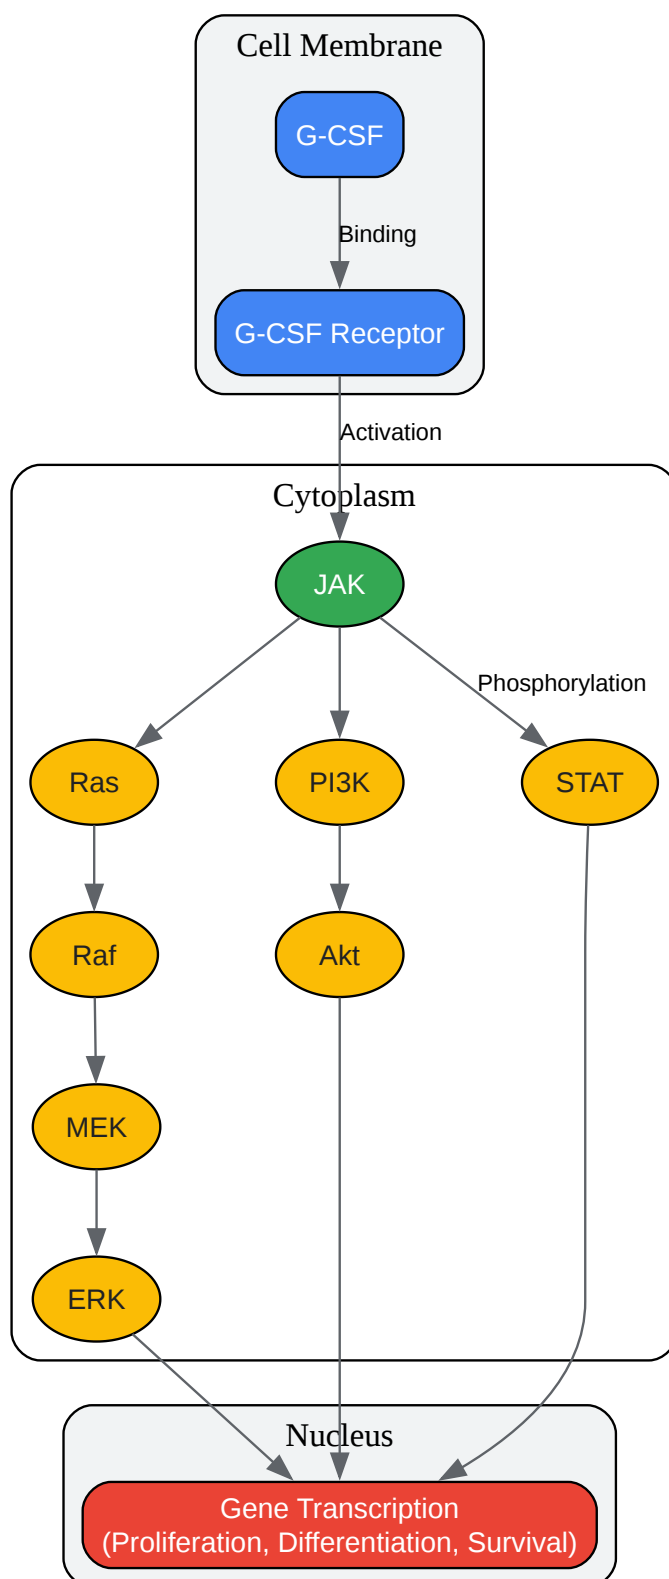 Cell Membrane
G-CSF
Binding
G-CSF Receptor
Activation
Cytoplasm
JAK
Phosphorylation
Ras
PI3K
STAT
Raf
Akt
MEK
ERK
Nucleus
Gene Transcription
(Proliferation, Differentiation, Survival)